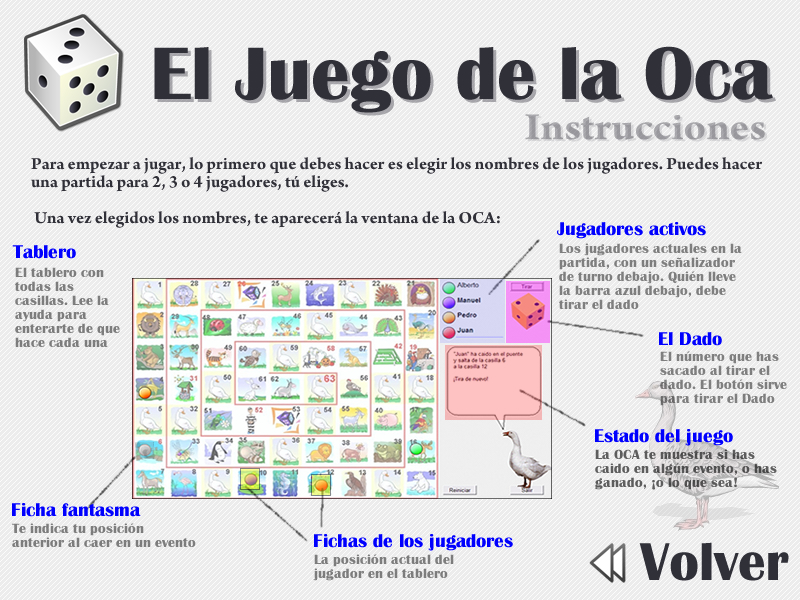 El Juego de la Oca
Instrucciones
Para empezar a jugar, lo primero que debes hacer es elegir los nombres de los jugadores. Puedes hacer
una partida para 2, 3 o 4 jugadores, tú eliges.
Una vez elegidos los nombres, te aparecerá la ventana de la OCA:
Tablero
El tablero con
todas las
casillas. Lee la
ayuda para
enterarte de que
hace cada una
Jugadores activos
Los jugadores actuales en la
partida, con un señalizador
de turno debajo. Quién lleve
la barra azul debajo, debe
tirar el dado
Alberto
Manuel
Pedro
Juan
Tirar
"Juan" ha caido en el puente
y salta de la casilla 6
a la casilla 12
¡Tira de nuevo!
Reiniciar
Salir
El Dado
El número que has
sacado al tirar el
dado. El botón sirve
para tirar el Dado
Estado del juego
La OCA te muestra si has
caido en algún evento, o has
ganado, ¡o lo que sea!
Ficha fantasma
Te indica tu posición
anterior al caer en un evento
Fichas de los jugadores
La posición actual del
jugador en el tablero
Volver